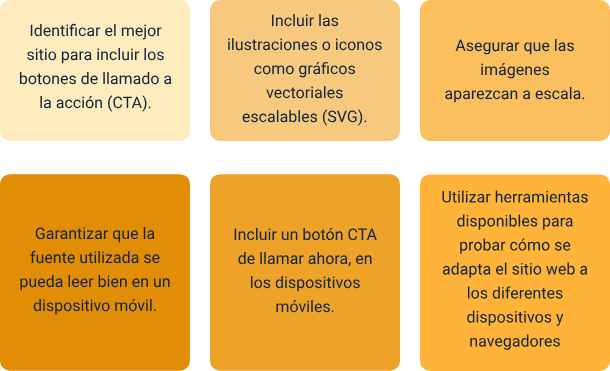 Identificar el mejor
sitio para incluir los
botones de llamado a
la acción (CTA).
Incluir las
ilustraciones o iconos
como gráficos
vectoriales
escalables (SVG).
Asegurar que las
imágenes
aparezcan a escala.
Garantizar que la
fuente utilizada se
pueda leer bien en un
dispositivo móvil.
Incluir un botón CTA
de llamar ahora, en
los dispositivos
móviles.
Utilizar herramientas
disponibles para
probar cómo se
adapta el sitio web a
los diferentes
dispositivos y
navegadores